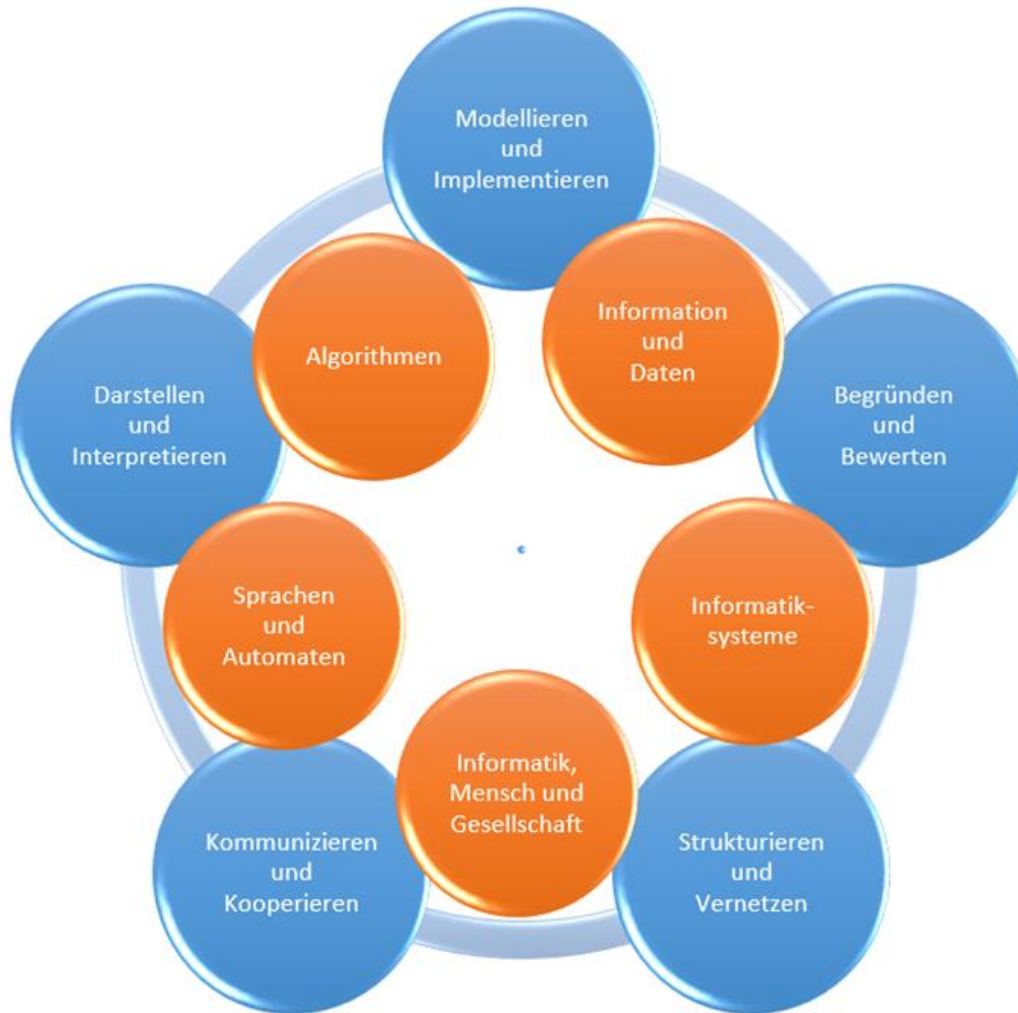 Modellieren
und
Implementieren
Algorithmen
Information
und
Daten
Darstellen
und
Interpretieren
Begründen
und
Bewerten
Sprachen
und
Automaten
Informatik-
systeme
Informatik,
Mensch und
Gesellschaft
Kommunizieren
und
Kooperieren
Strukturieren
und
Vernetzen